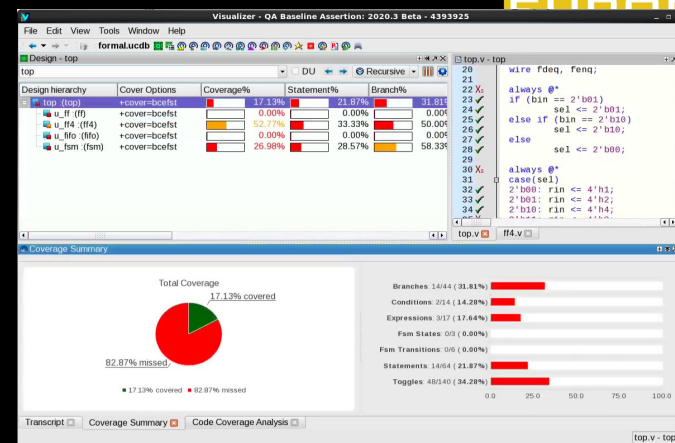 Visualizer - QA Baseline Assertion: 2020.3 Beta - 4393925
File Edit View Tools Window Help
formal.ucdb
Design - top
top
DU
Recursive
Design hierarchy Cover Options Coverage% Statement% Branch%
top :(top) +cover=bcefst 17.13% 21.87% 31.81%
u_ff :(ff) +cover=bcefst 0.00% 0.00% 0.00%
u_ff4 :(ff4) +cover=bcefst 52.77% 33.33% 50.00%
u_fifo :(fifo) +cover=bcefst 0.00% 0.00% 0.00%
u_fsm :(fsm) +cover=bcefst 26.98% 28.57% 58.33%
top.v - top
20 wire fdeq, fenq;
21
22 always @*
23 if (bin == 2'b01)
24 sel <= 2'b01;
25 else if (bin == 2'b10)
26 sel <= 2'b10;
27 else
28 sel <= 2'b00;
29
30 always @*
31 case(sel)
32 2'b00: rin <= 4'h1;
33 2'b01: rin <= 4'h2;
34 2'b10: rin <= 4'h4;
top.v ff4.v
Coverage Summary
Total Coverage
17.13% covered
82.87% missed
17.13% covered 82.87% missed
Branches: 14/44 ( 31.81%)
Conditions: 2/14 ( 14.28%)
Expressions: 3/17 ( 17.64%)
Fsm States: 0/3 ( 0.00%)
Fsm Transitions: 0/6 ( 0.00%)
Statements: 14/64 ( 21.87%)
Toggles: 48/140 ( 34.28%)
0.0 25.0 50.0 75.0 100.0
Transcript Coverage Summary Code Coverage Analysis
top.v - top